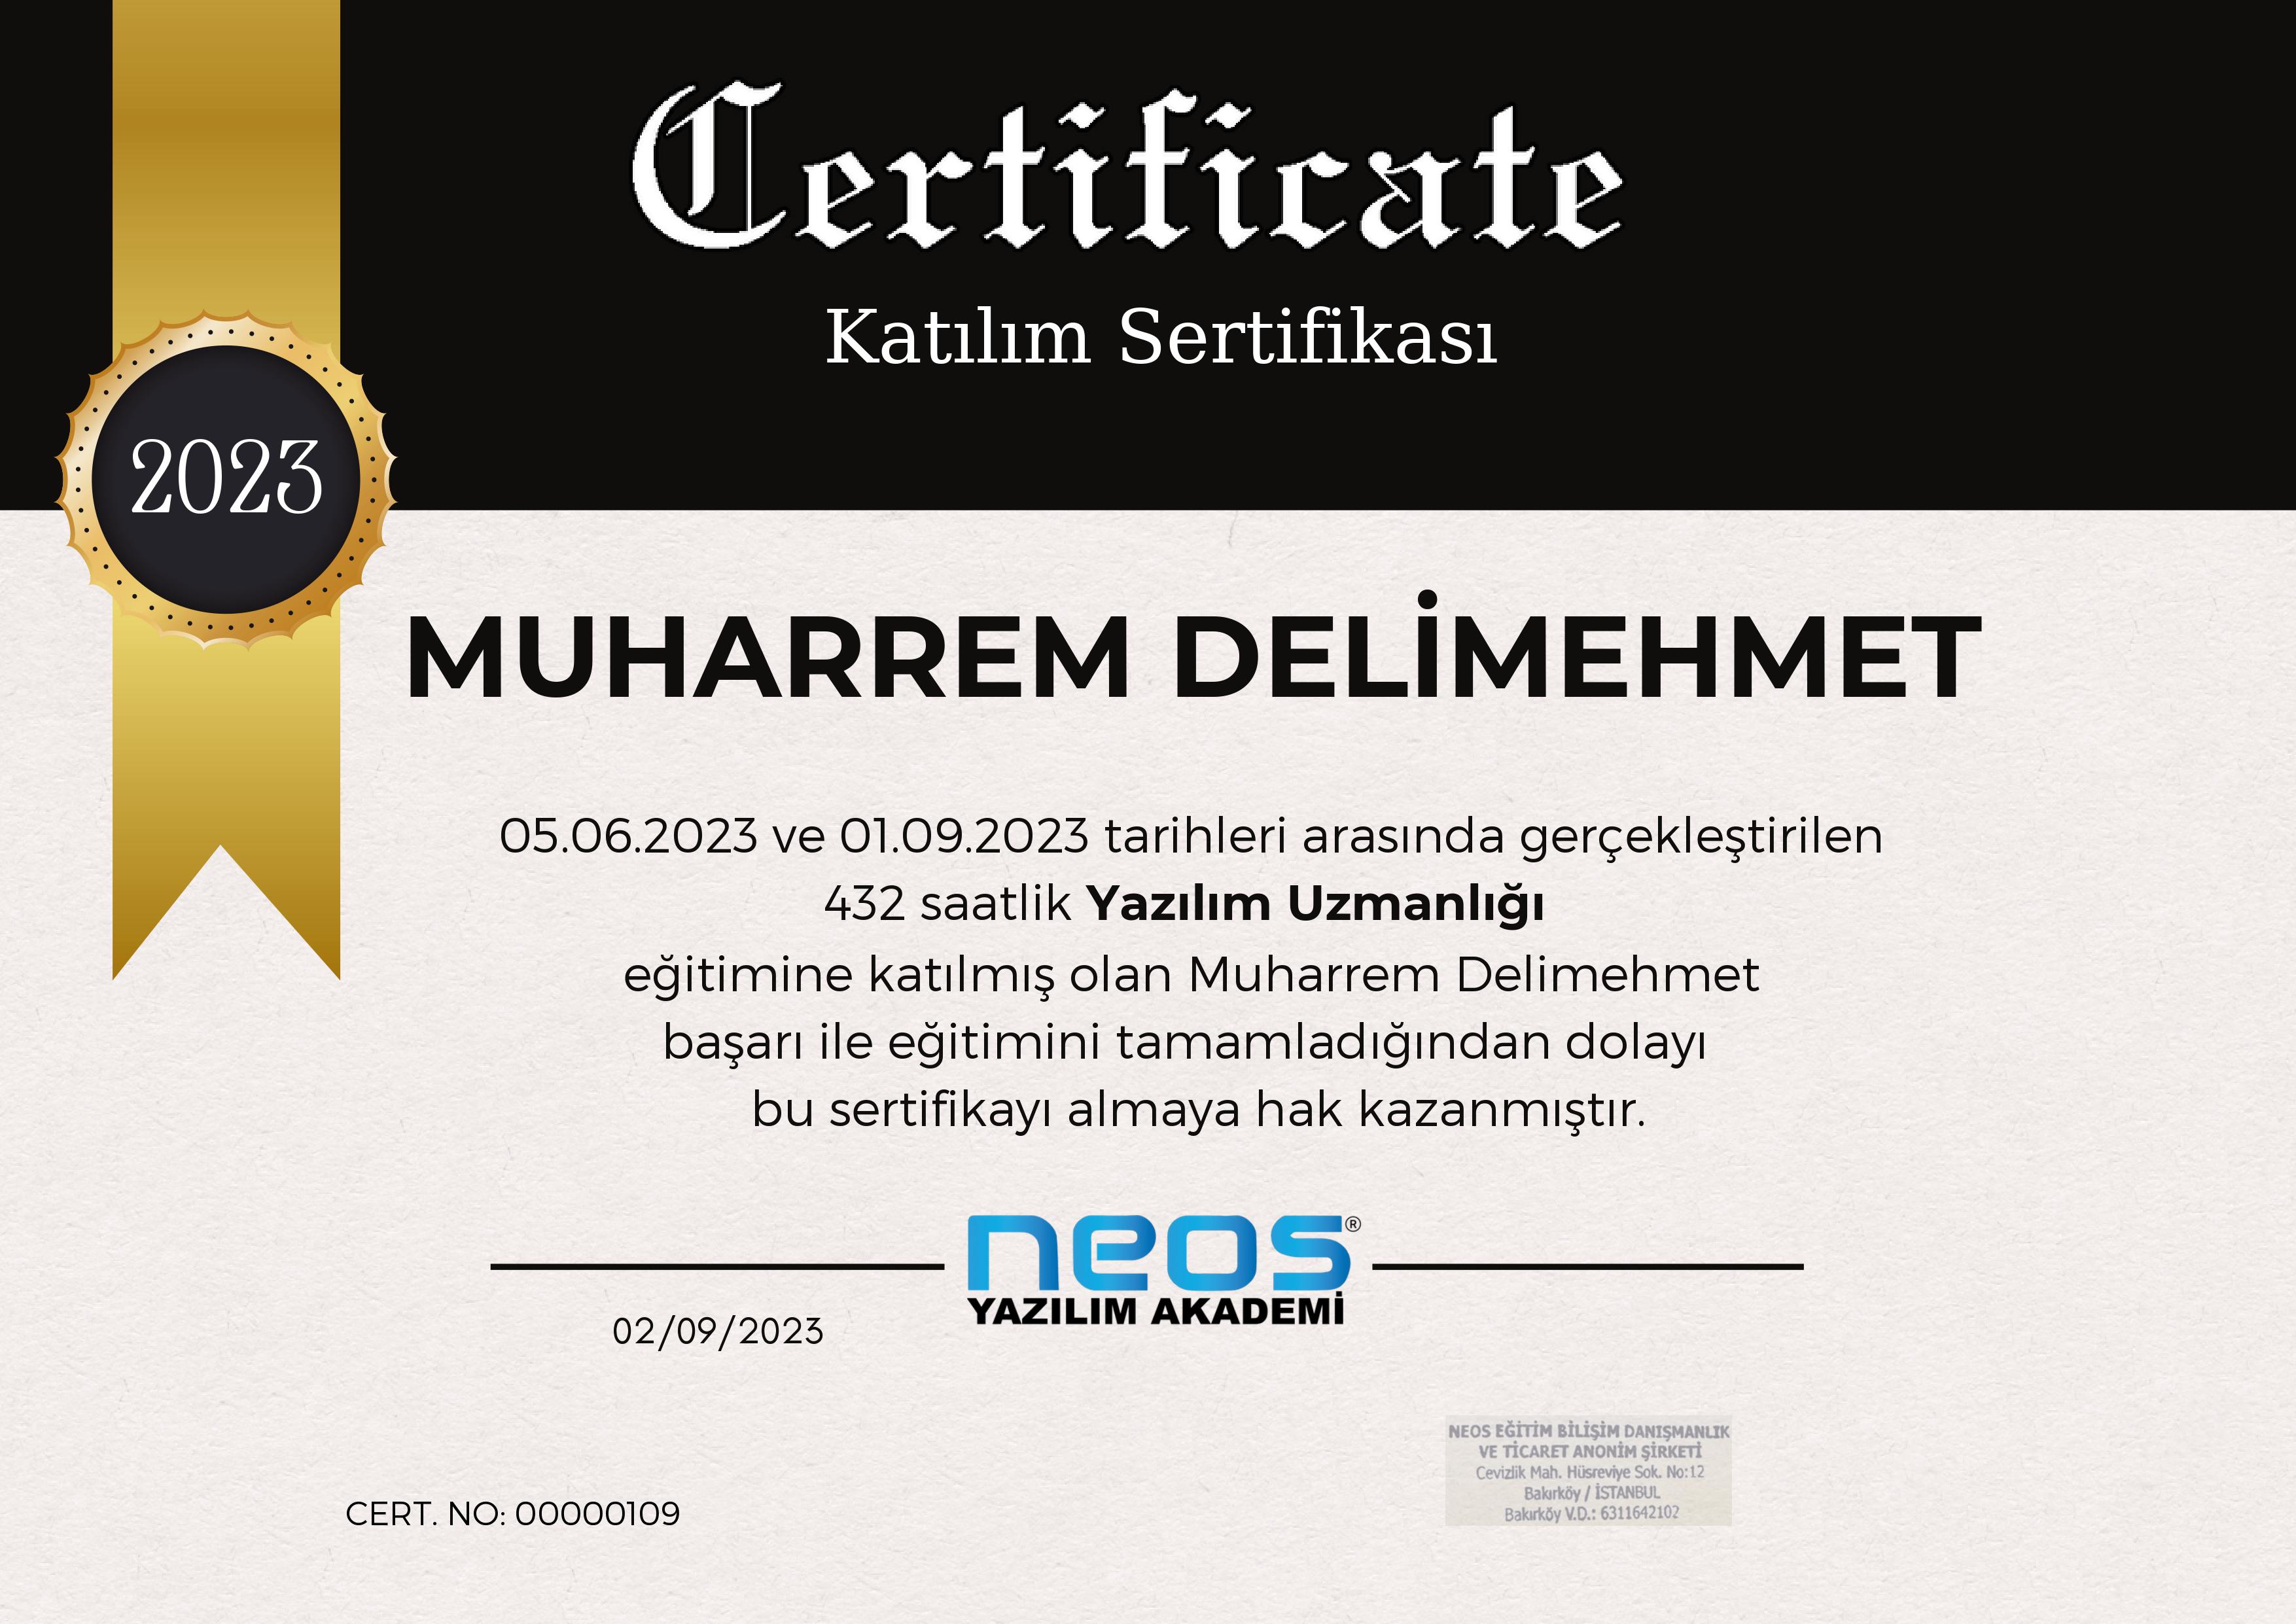 Certificate
Katılım Sertifikası
2023
MUHARREM DELİMEHMET
05.06.2023 ve 01.09.2023 tarihleri arasında gerçekleştirilen
432 saatlik Yazılım Uzmanlığı
eğitimine katılmış olan Muharrem Delimehmet
başarı ile eğitimini tamamladığından dolayı
bu sertifikayı almaya hak kazanmıştır.
neos®
YAZILIM AKADEMİ
02/09/2023
NEOS EĞİTİM BİLİŞİM DANIŞMANLIK
VE TİCARET ANONİM ŞİRKETİ
Cevizlik Mah. Hüsreviye Sok. No:12
Bakırköy / İSTANBUL
Bakırköy V.D.: 6311642102
CERT. NO: 00000109